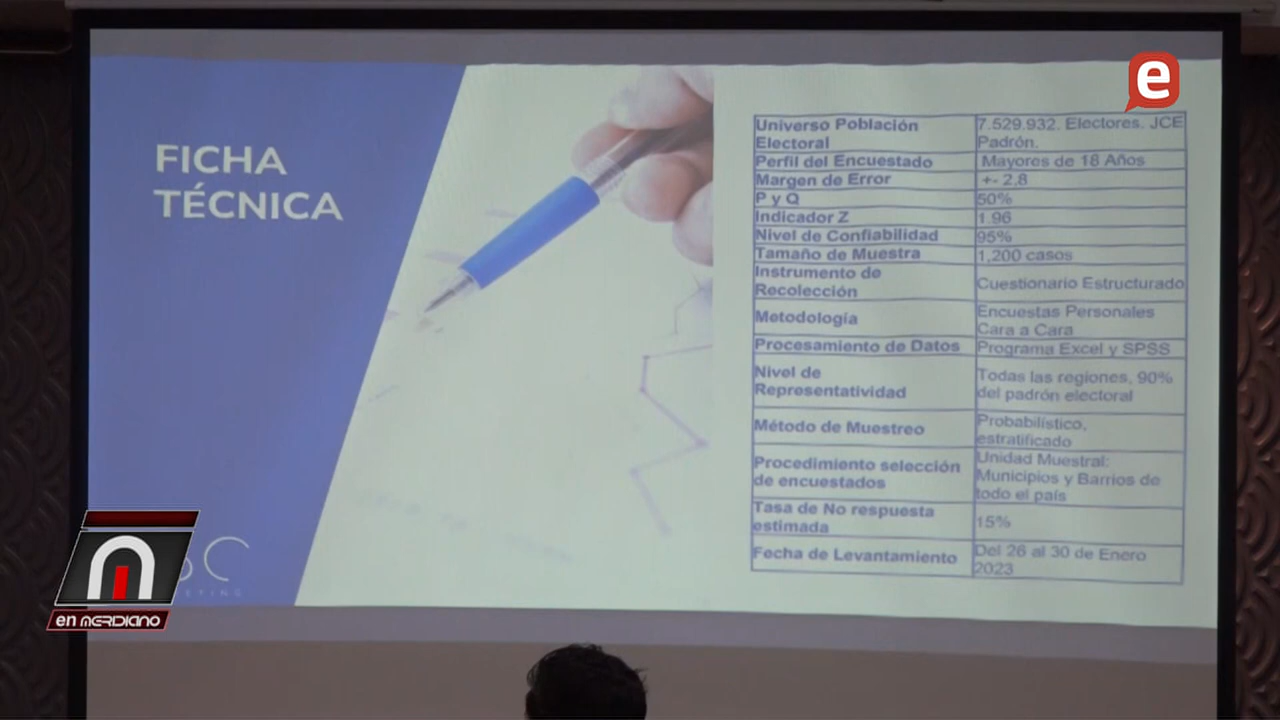 e
FICHA
TÉCNICA
Universo Población
Electoral
7.529.932. Electores. JCE
Padrón.
Perfil del Encuestado
Mayores de 18 Años
Margen de Error
+- 2.8
P y Q
50%
Indicador Z
1.96
Nivel de Confiabilidad
95%
Tamaño de Muestra
1,200 casos
Instrumento de
Recolección
Cuestionario Estructurado
Metodología
Encuestas Personales
Cara a Cara
Procesamiento de Datos
Programa Excel y SPSS
Nivel de
Representatividad
Todas las regiones, 90%
del padrón electoral
Método de Muestreo
Probabilístico,
estratificado
Procedimiento selección
de encuestados
Unidad Muestral:
Municipios y Barrios de
todo el país
Tasa de No respuesta
estimada
15%
Fecha de Levantamiento
Del 26 al 30 de Enero
2023
en MERIDIANO